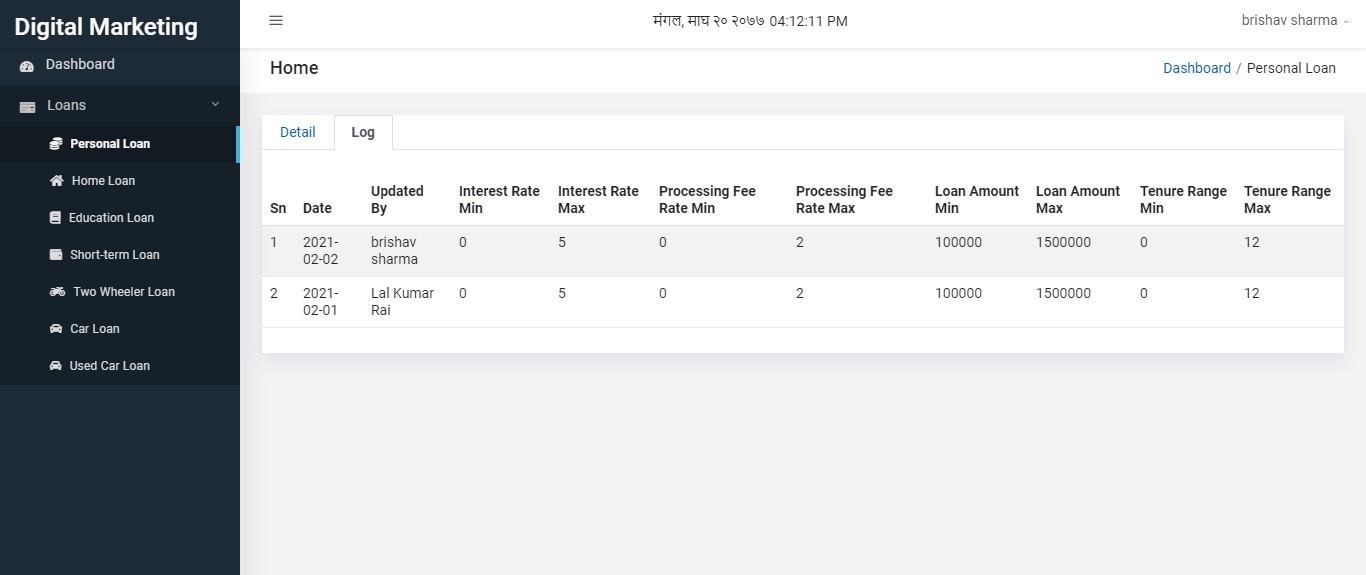 Digital Marketing
मंगल, माघ २० २०७७ 04:12:11 PM
brishav sharma
Dashboard
Loans
Personal Loan
Home Loan
Education Loan
Short-term Loan
Two Wheeler Loan
Car Loan
Used Car Loan
Home
Dashboard / Personal Loan
Detail Log
Sn Date Updated By Interest Rate Min Interest Rate Max Processing Fee Rate Min Processing Fee Rate Max Loan Amount Min Loan Amount Max Tenure Range Min Tenure Range Max
1 2021-02-02 brishav sharma 0 5 0 2 100000 1500000 0 12
2 2021-02-01 Lal Kumar Rai 0 5 0 2 100000 1500000 0 12